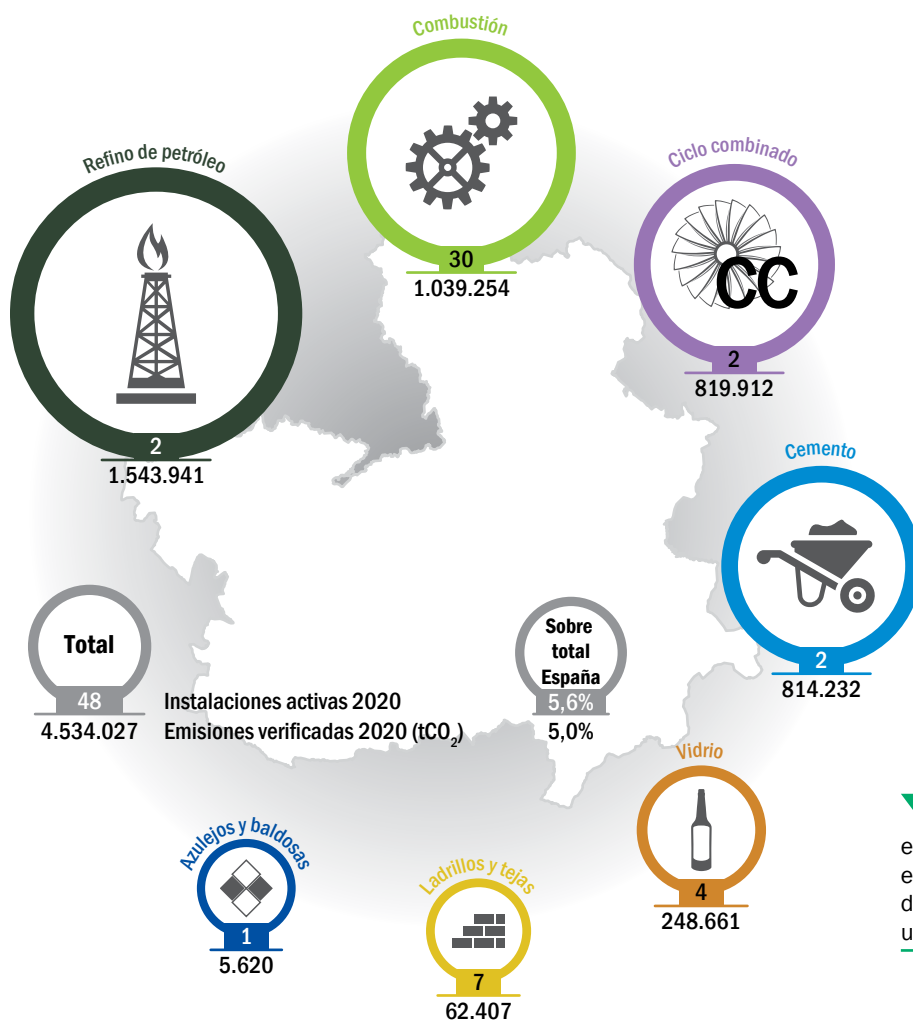 Combustión
30
1.039.254
Refino de petróleo
2
1.543.941
Ciclo combinado
CC
2
819.912
Cemento
2
814.232
Total
48
4.534.027
Instalaciones activas 2020
Emisiones verificadas 2020 (tCO₂)
Sobre
total
España
5,6%
5,0%
Vidrio
4
248.661
Azulejos y baldosas
1
5.620
Ladrillos y tejas
7
62.407
e
e
d
u